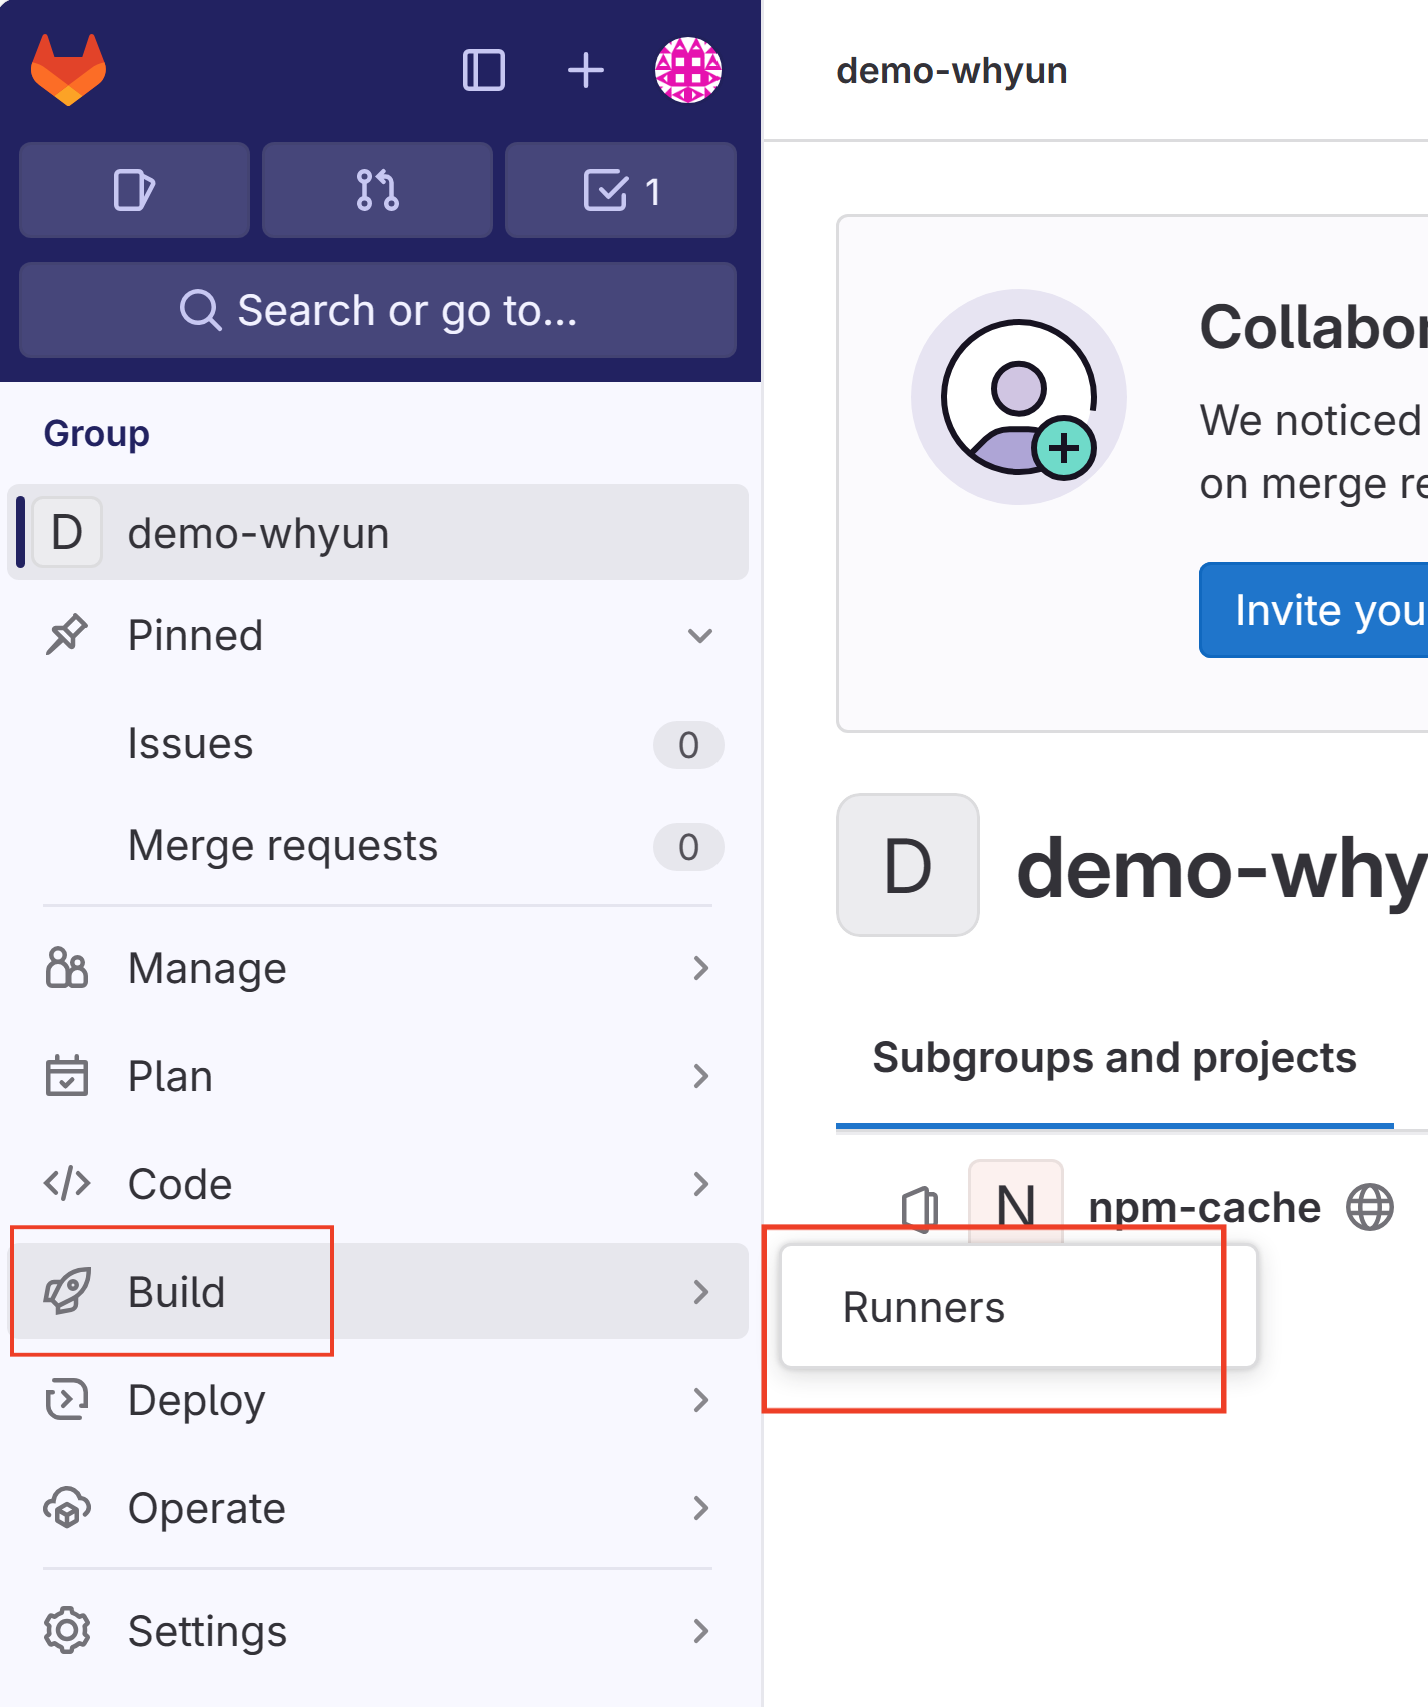 1
Search or go to...
Group
D demo-whyun
Pinned
Issues 0
Merge requests 0
Manage
Plan
Code
Build
Deploy
Operate
Settings
demo-whyun
Collabor
We noticed
on merge re
Invite you
D demo-why
Subgroups and projects
N npm-cache
Runners